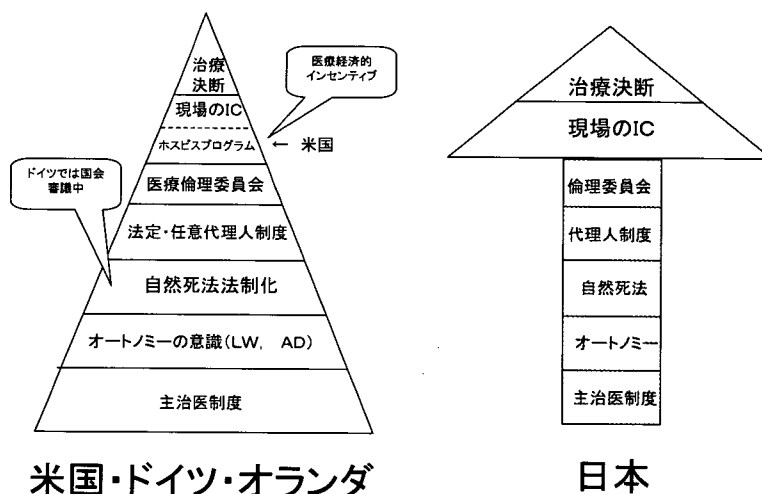 治療
決断
現場のIC
ホスピスプログラム
← 米国
医療経済的
インセンティブ
医療倫理委員会
ドイツでは国会
審議中
法定・任意代理人制度
自然死法法制化
オートノミーの意識(LW, AD)
主治医制度
米国・ドイツ・オランダ
治療決断
現場のIC
倫理委員会
代理人制度
自然死法
オートノミー
主治医制度
日本